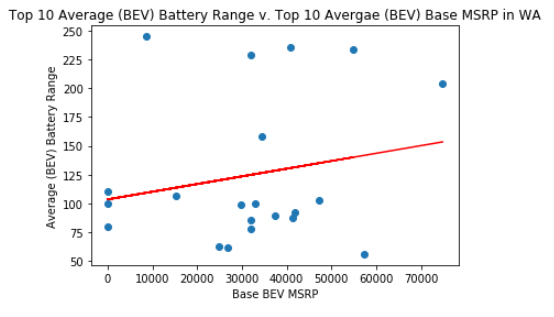 Top 10 Average (BEV) Battery Range v. Top 10 Avergae (BEV) Base MSRP in WA
250
225
200
175
150
125
100
75
50
Average (BEV) Battery Range
0 10000 20000 30000 40000 50000 60000 70000
Base BEV MSRP